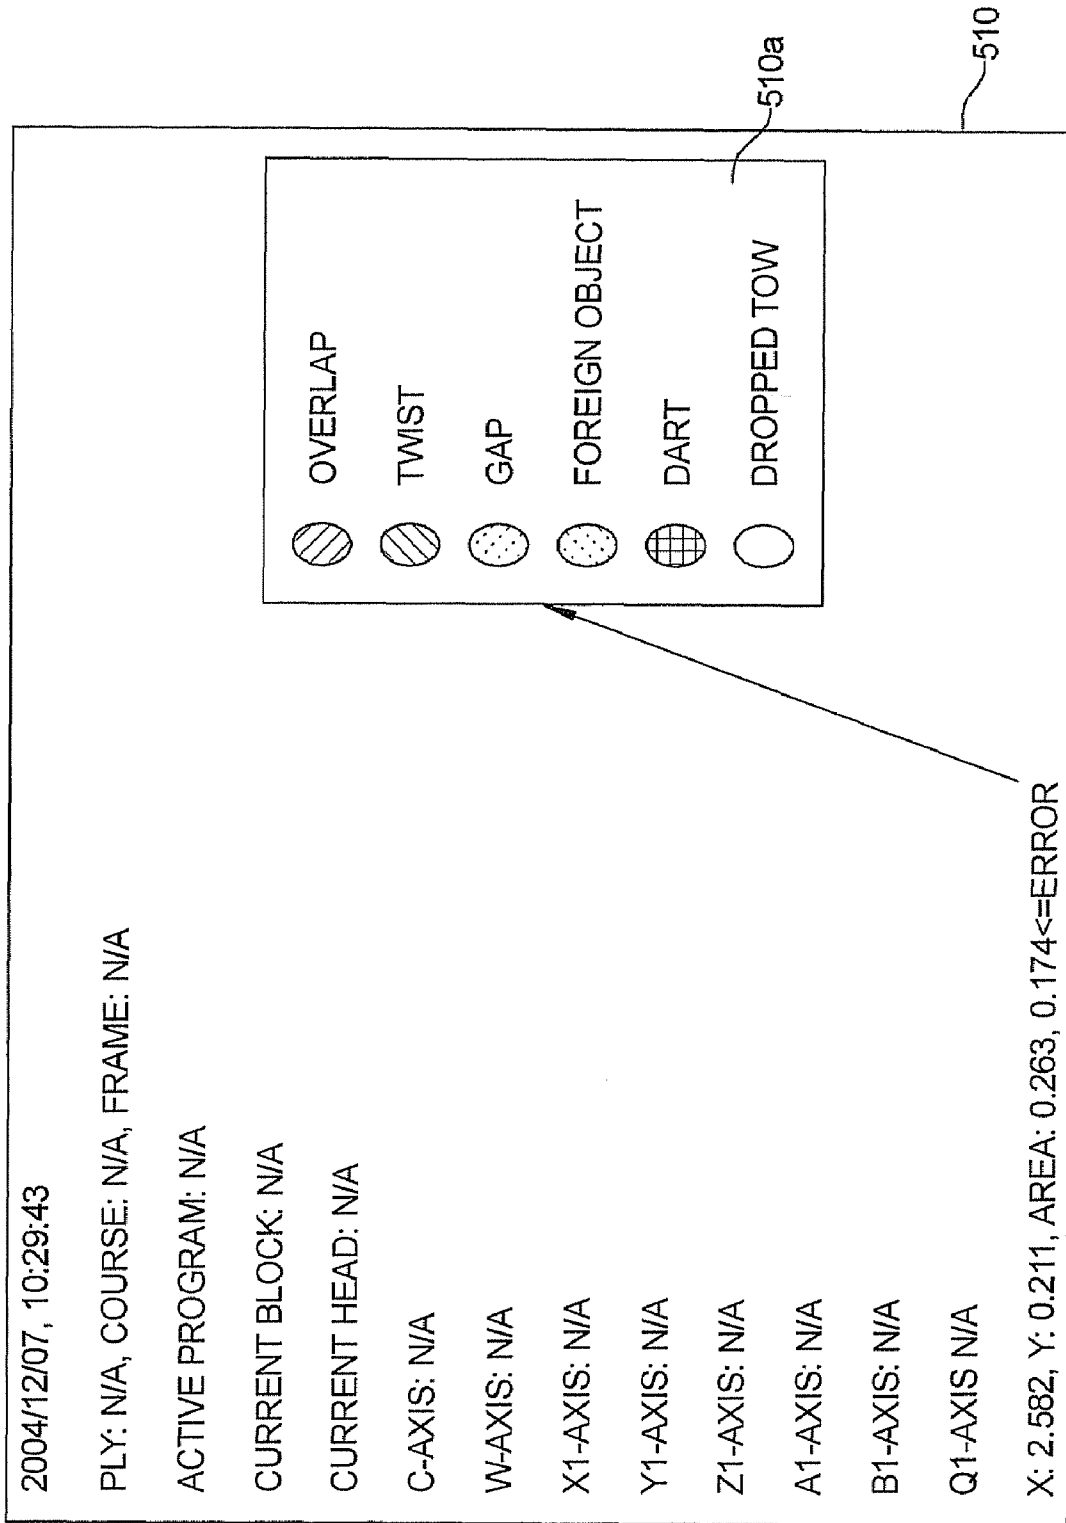 2004/12/07, 10:29:43
PLY: N/A, COURSE: N/A, FRAME: N/A
ACTIVE PROGRAM: N/A
CURRENT BLOCK: N/A
CURRENT HEAD: N/A
C-AXIS: N/A
W-AXIS: N/A
X1-AXIS: N/A
Y1-AXIS: N/A
Z1-AXIS: N/A
A1-AXIS: N/A
B1-AXIS: N/A
Q1-AXIS N/A
X: 2.582, Y: 0.211, AREA: 0.263, 0.174<=ERROR
OVERLAP
TWIST
GAP
FOREIGN OBJECT
DART
DROPPED TOW
510a
510